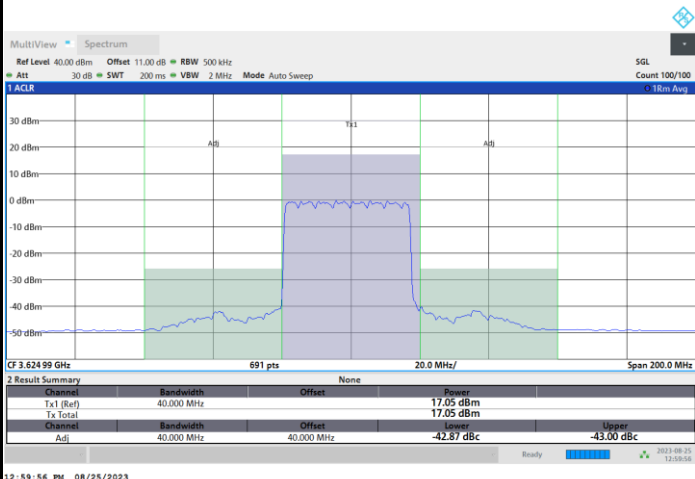 MultiView Spectrum
Ref Level 40.00 dBm Offset 11.00 dB RBW 500 kHz SGL
Att 30 dB SWT 200 ms VBW 2 MHz Mode Auto Sweep Count 100/100
1 ACLR 1Rm Avg
30 dBm
Tx1
20 dBm
Adj Adj
10 dBm
0 dBm
-10 dBm
-20 dBm
-30 dBm
-40 dBm
-50 dBm
CF 3.624 99 GHz 691 pts 20.0 MHz/ Span 200.0 MHz
2 Result Summary None
Channel Bandwidth Offset Power
Tx1 (Ref) 40.000 MHz 17.05 dBm
Tx Total 17.05 dBm
Channel Bandwidth Offset Lower Upper
Adj 40.000 MHz 40.000 MHz -42.87 dBc -43.00 dBc
Ready 2023-08-25
12:59:56
12:59:56 PM 08/25/2023